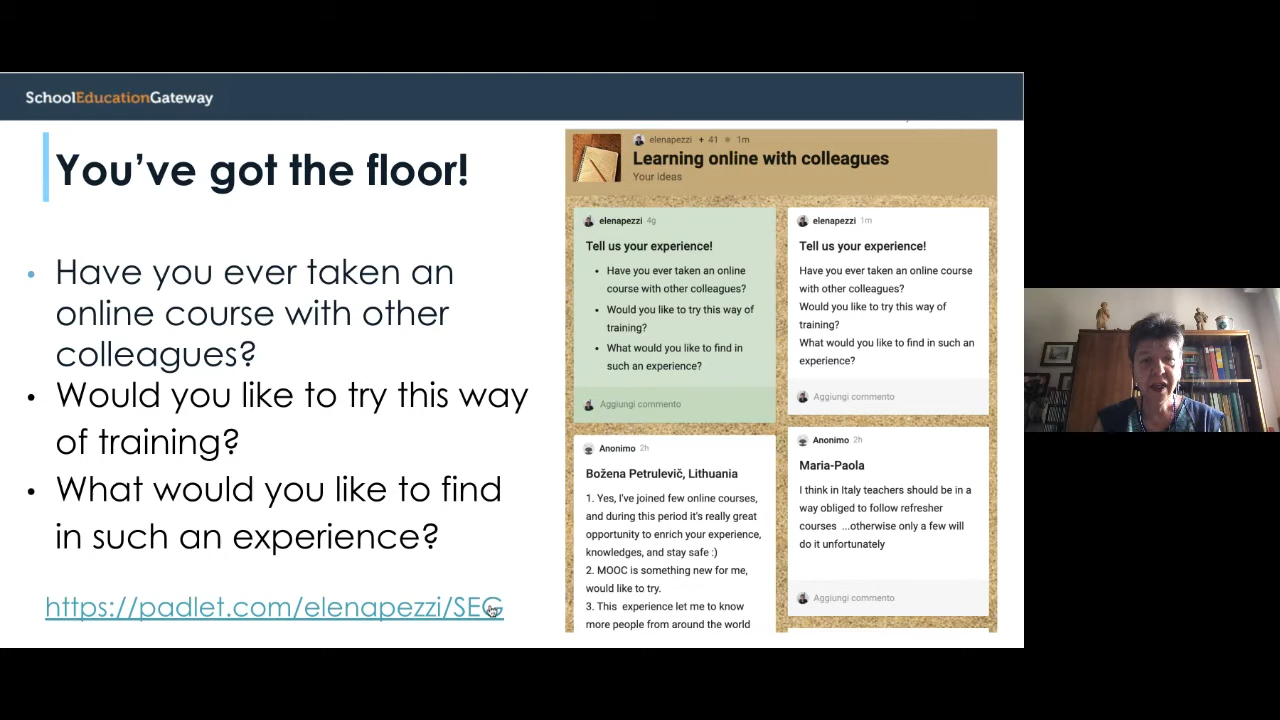 SchoolEducationGateway
You've got the floor!
• Have you ever taken an
online course with other
colleagues?
• Would you like to try this way
of training?
• What would you like to find
in such an experience?
https://padlet.com/elenapezzi/SEG
elenapezzi + 41 1m
Learning online with colleagues
Your ideas
elenapezzi 4g
Tell us your experience!
• Have you ever taken an online
course with other colleagues?
• Would you like to try this way of
training?
• What would you like to find in
such an experience?
Aggiungi commento
Anonimo 2h
Božena Petrulevič, Lithuania
1. Yes, I've joined few online courses,
and during this period it's really great
opportunity to enrich your experience,
knowledges, and stay safe :)
2. MOOC is something new for me,
would like to try.
3. This experience let me to know
more people from around the world
elenapezzi 1m
Tell us your experience!
Have you ever taken an online course
with other colleagues?
Would you like to try this way of
training?
What would you like to find in such an
experience?
Aggiungi commento
Anonimo 2h
Maria-Paola
I think in Italy teachers should be in a
way obliged to follow refresher
courses ...otherwise only a few will
do it unfortunately
Aggiungi commento